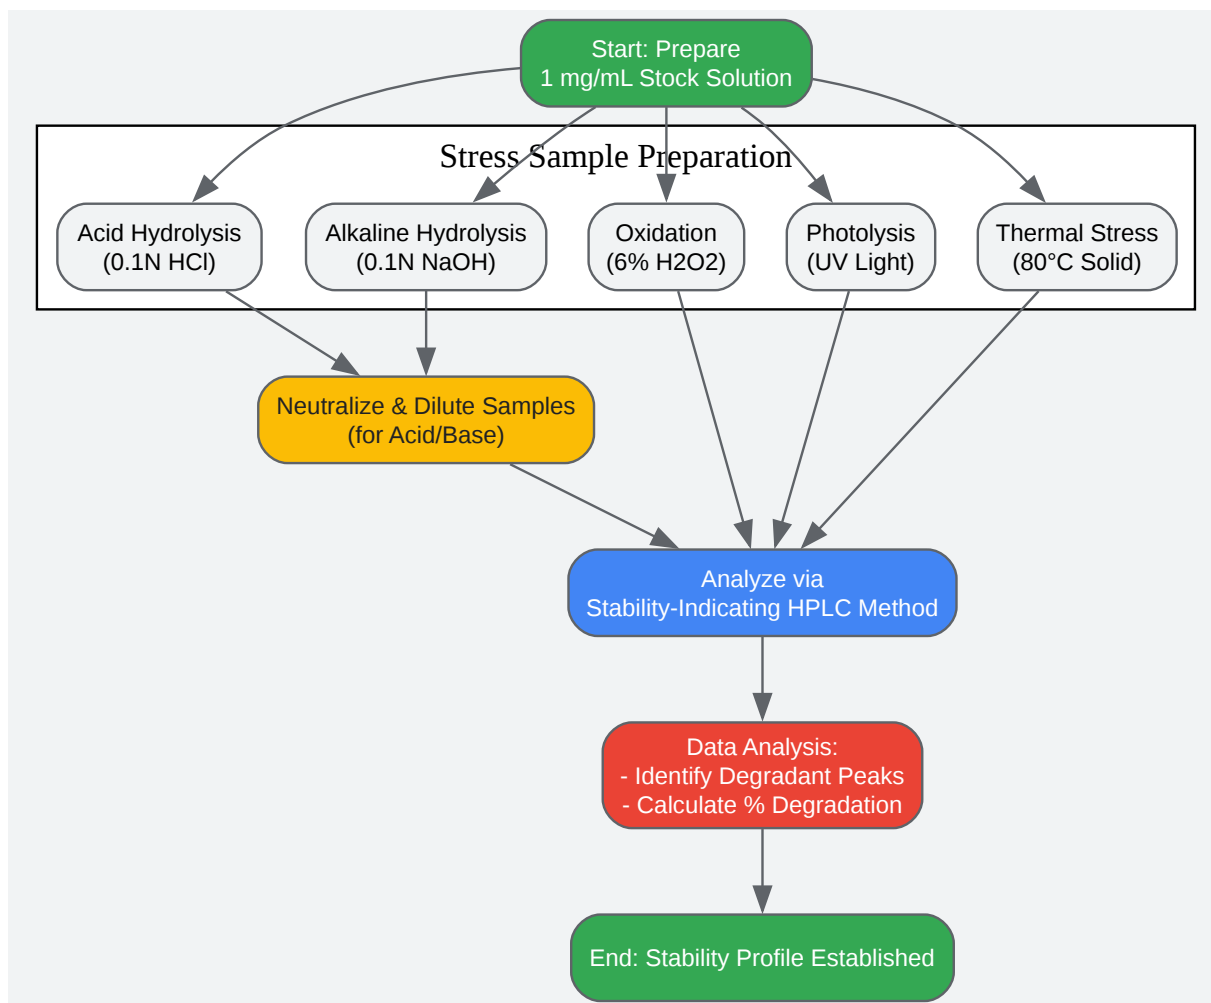 Start: Prepare
1 mg/mL Stock Solution
Stress Sample Preparation
Acid Hydrolysis
(0.1N HCl)
Alkaline Hydrolysis
(0.1N NaOH)
Oxidation
(6% H2O2)
Photolysis
(UV Light)
Thermal Stress
(80°C Solid)
Neutralize & Dilute Samples
(for Acid/Base)
Analyze via
Stability-Indicating HPLC Method
Data Analysis:
- Identify Degradant Peaks
- Calculate % Degradation
End: Stability Profile Established